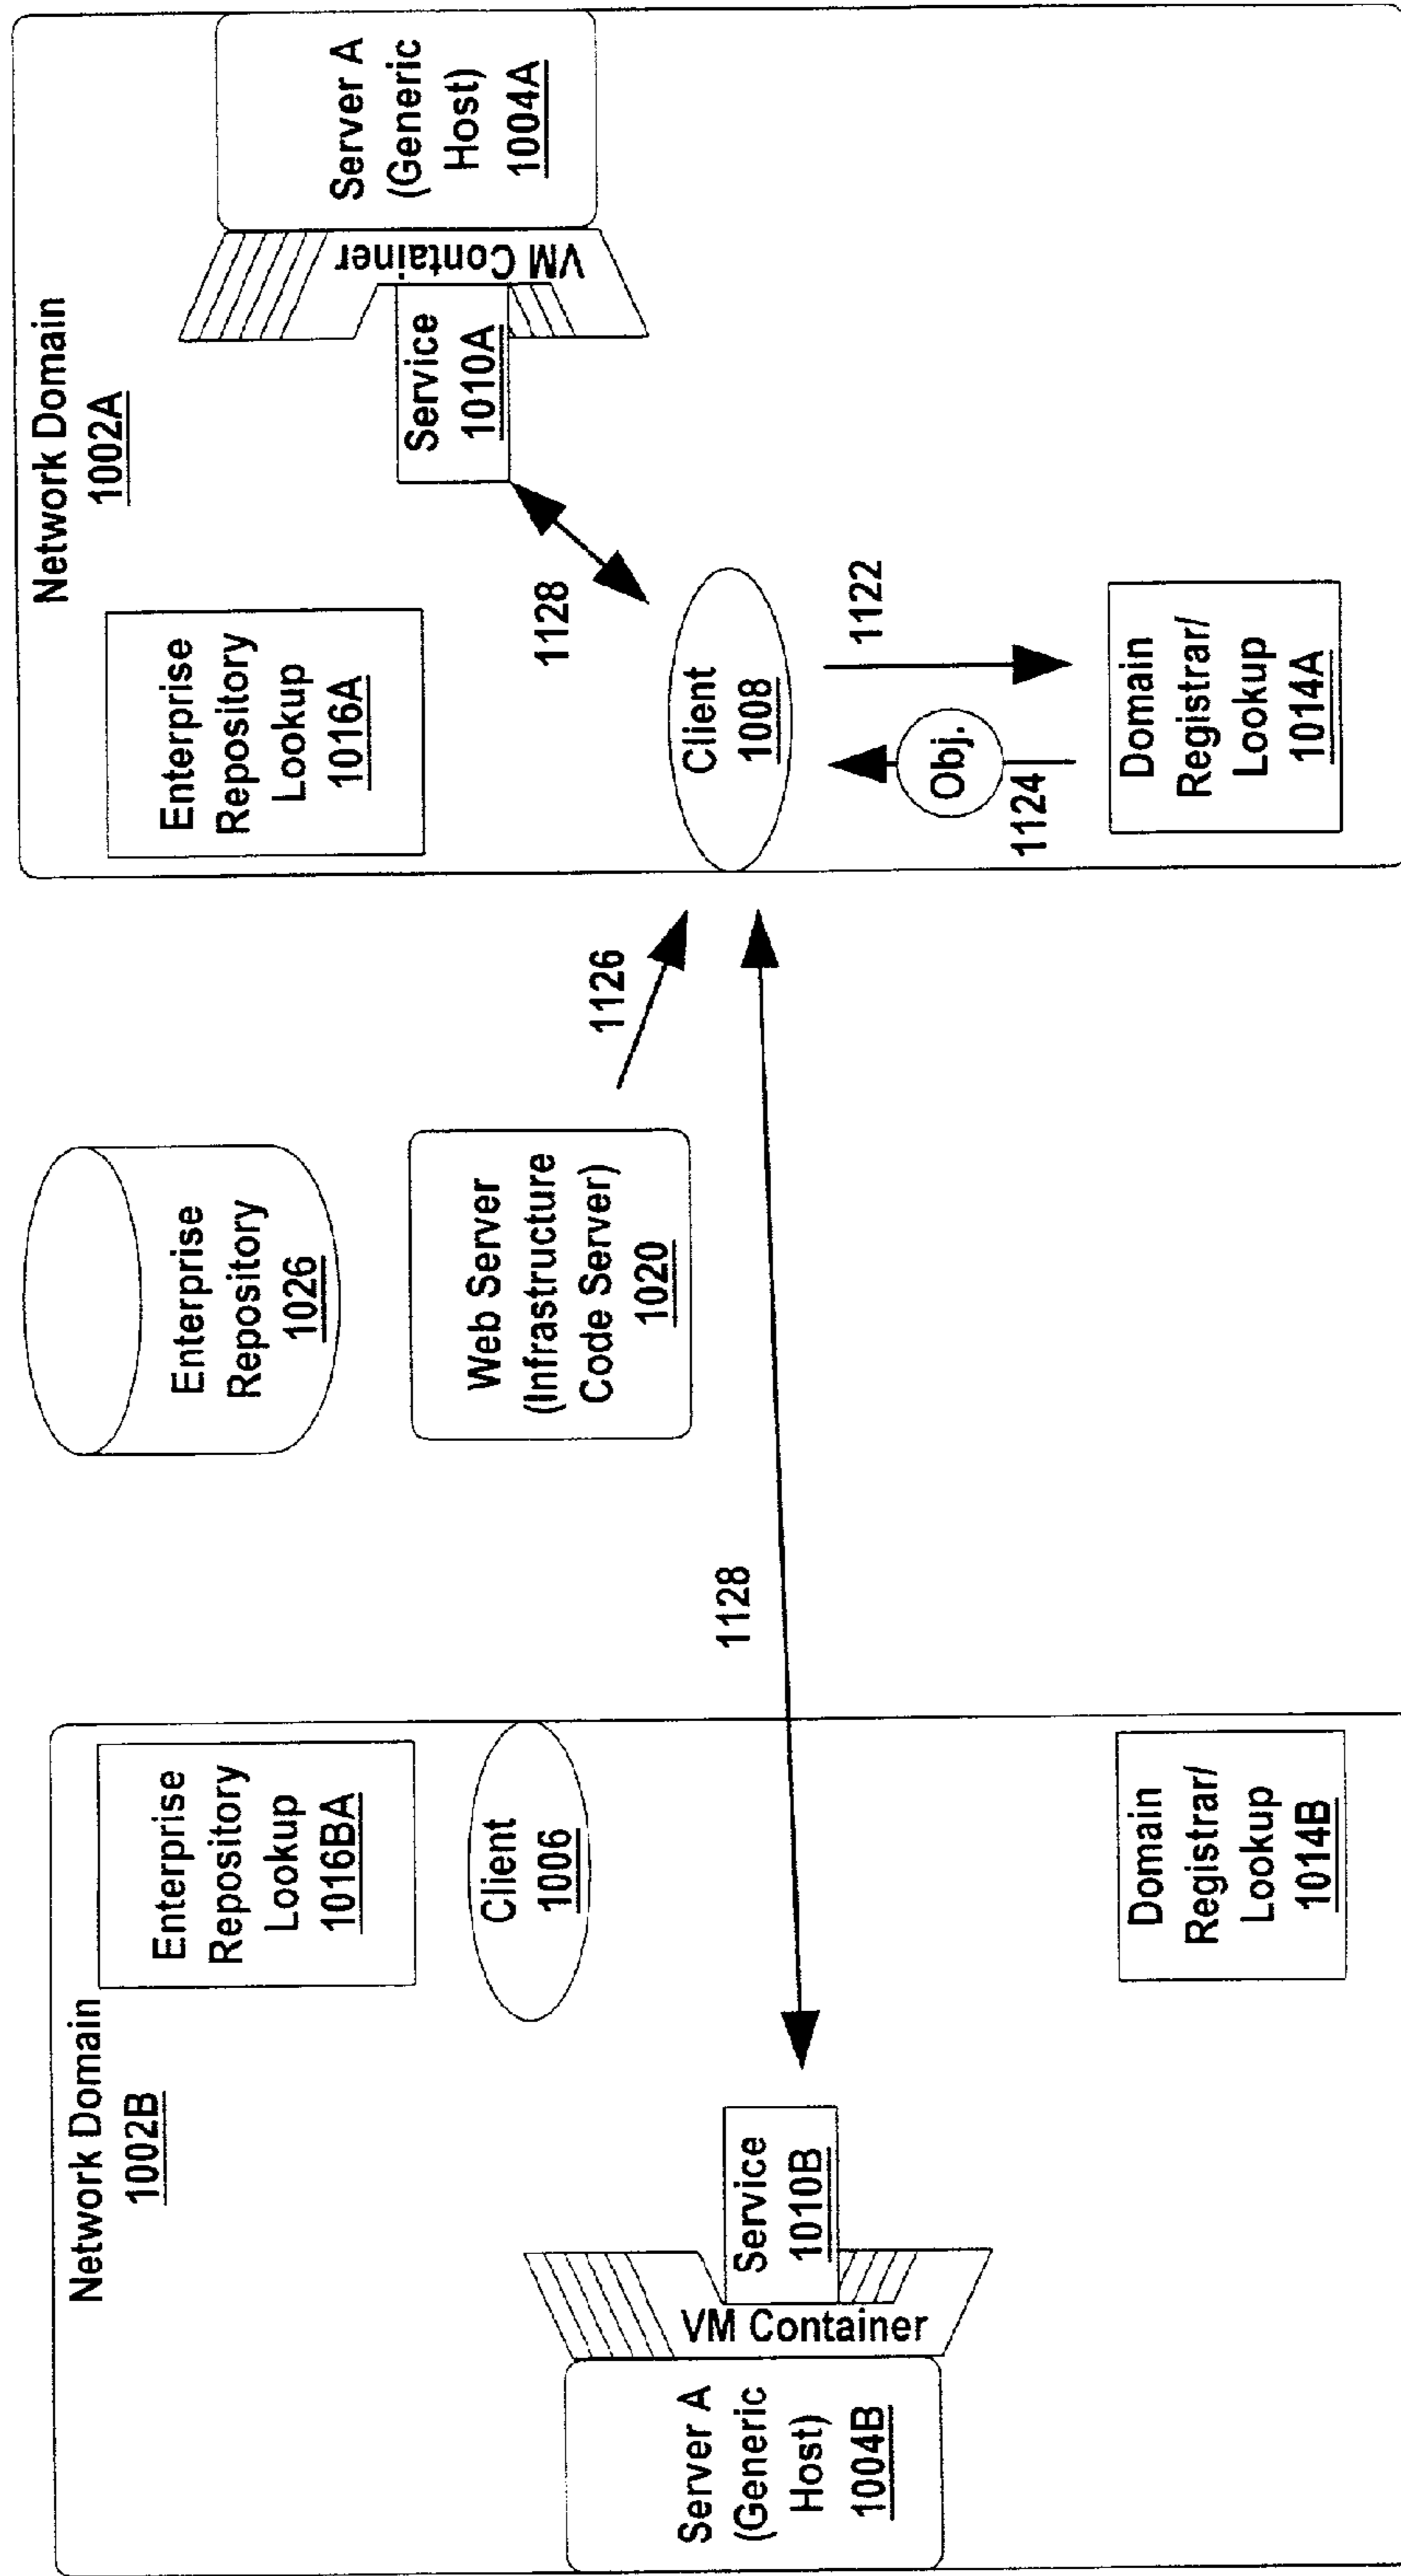 Network Domain
1002B
Enterprise
Repository
Lookup
1016BA
Client
1006
Service
1010B
VM Container
Server A
(Generic
Host)
1004B
Domain
Registrar/
Lookup
1014B
Enterprise
Repository
1026
Web Server
(Infrastructure
Code Server)
1020
1126
1128
Network Domain
1002A
Enterprise
Repository
Lookup
1016A
Server A
(Generic
Host)
1004A
VM Container
Service
1010A
1128
Client
1008
1122
Obj.
1124
Domain
Registrar/
Lookup
1014A